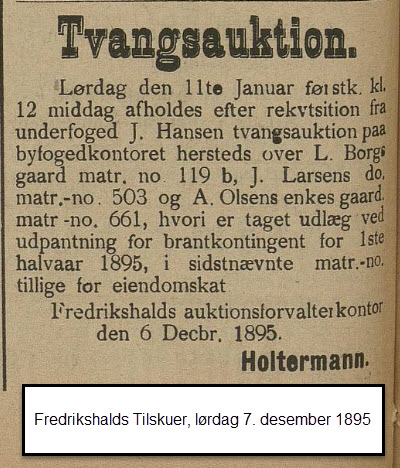 Tvangsauktion.
Lørdag den 11te Januar førstk. kl.
12 middag afholdes efter rekvtsition fra
underfoged J. Hansen tvangsauktion paa
byfogedkontoret hersteds over L. Borgs
gaard matr. no. 119 b, J. Larsens do.
matr.-no. 503 og A. Olsens enkes gaard.
matr-no. 661, hvori er taget udlæg ved
udpantning for brantkontingent for 1ste
halvaar 1895, i sidstnævnte matr.-no.
tillige for eiendomskat
Fredrikshalds auktionsforvalterkontor
den 6 Decbr. 1895.
Holtermann.
Fredrikshalds Tilskuer, lørdag 7. desember 1895